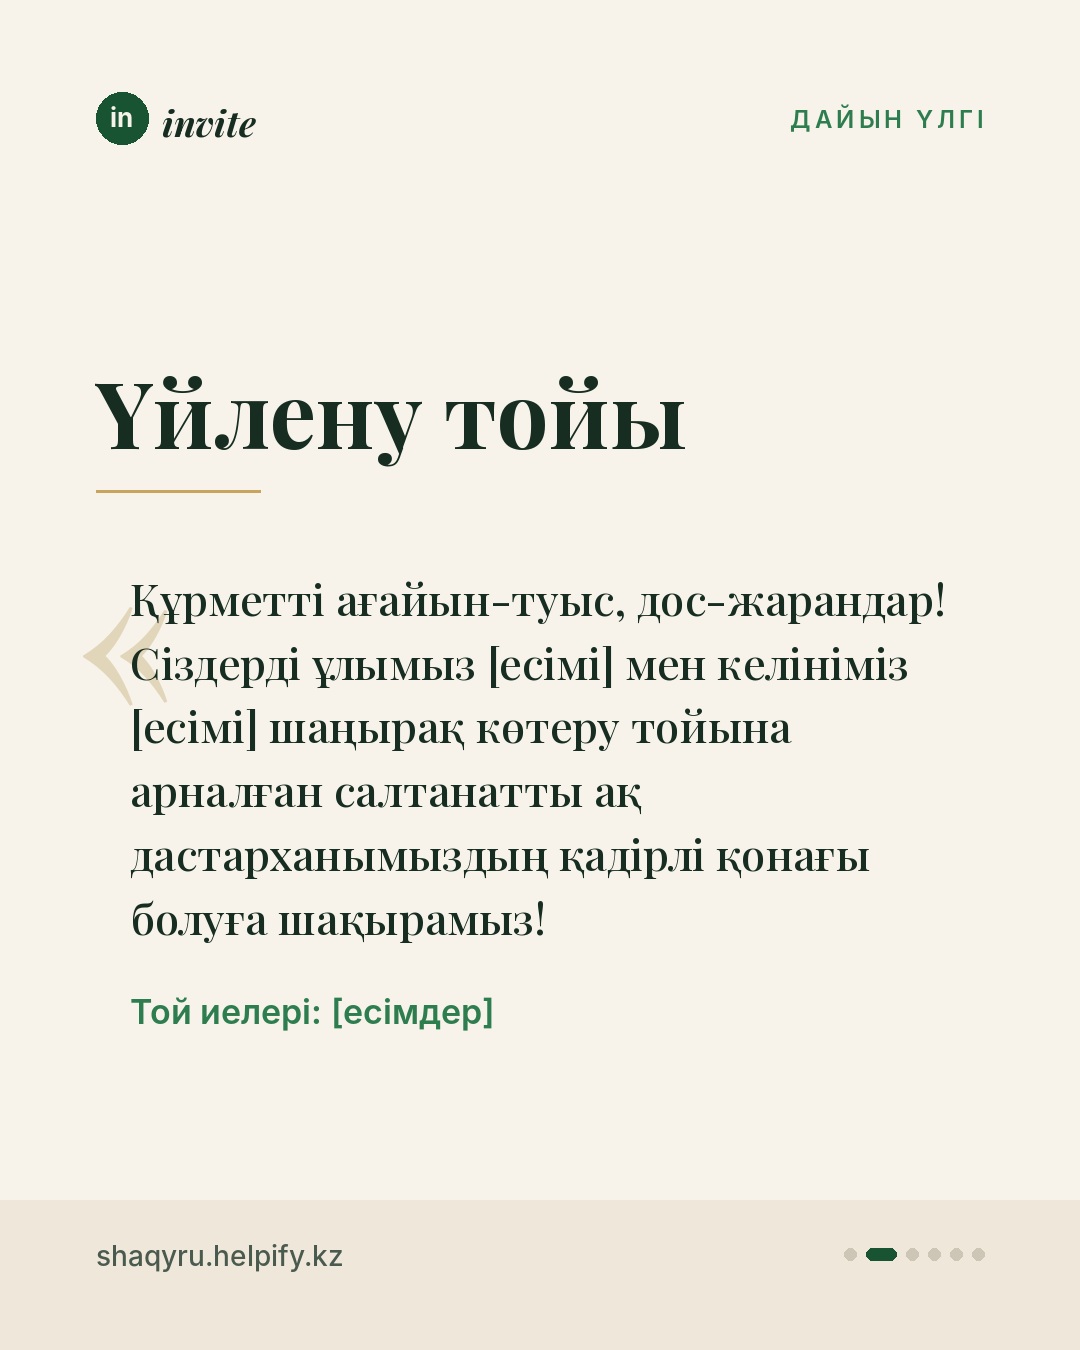 in invite
ДАЙЫН ҮЛГІ
Үйлену тойы
«
Құрметті ағайын-туыс, дос-жарандар!
Сіздерді ұлымыз [есімі] мен келініміз
[есімі] шаңырақ көтеру тойына
арналған салтанатты ақ
дастарханымыздың қадірлі қонағы
болуға шақырамыз!
Той иелері: [есімдер]
shaqyru.helpify.kz